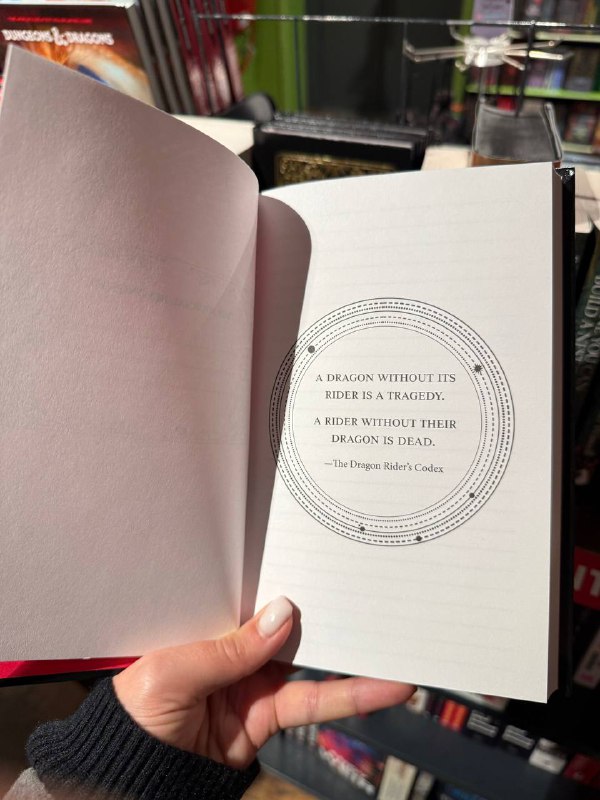 DUNGEONS & DRAGONS
A DRAGON WITHOUT ITS
RIDER IS A TRAGEDY.
A RIDER WITHOUT THEIR
DRAGON IS DEAD.
—The Dragon Rider's Codex